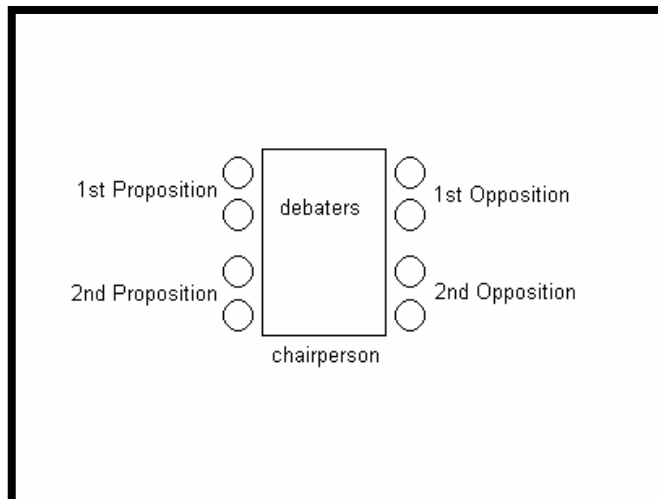 1st Proposition
debaters
1st Opposition
2nd Proposition
2nd Opposition
chairperson